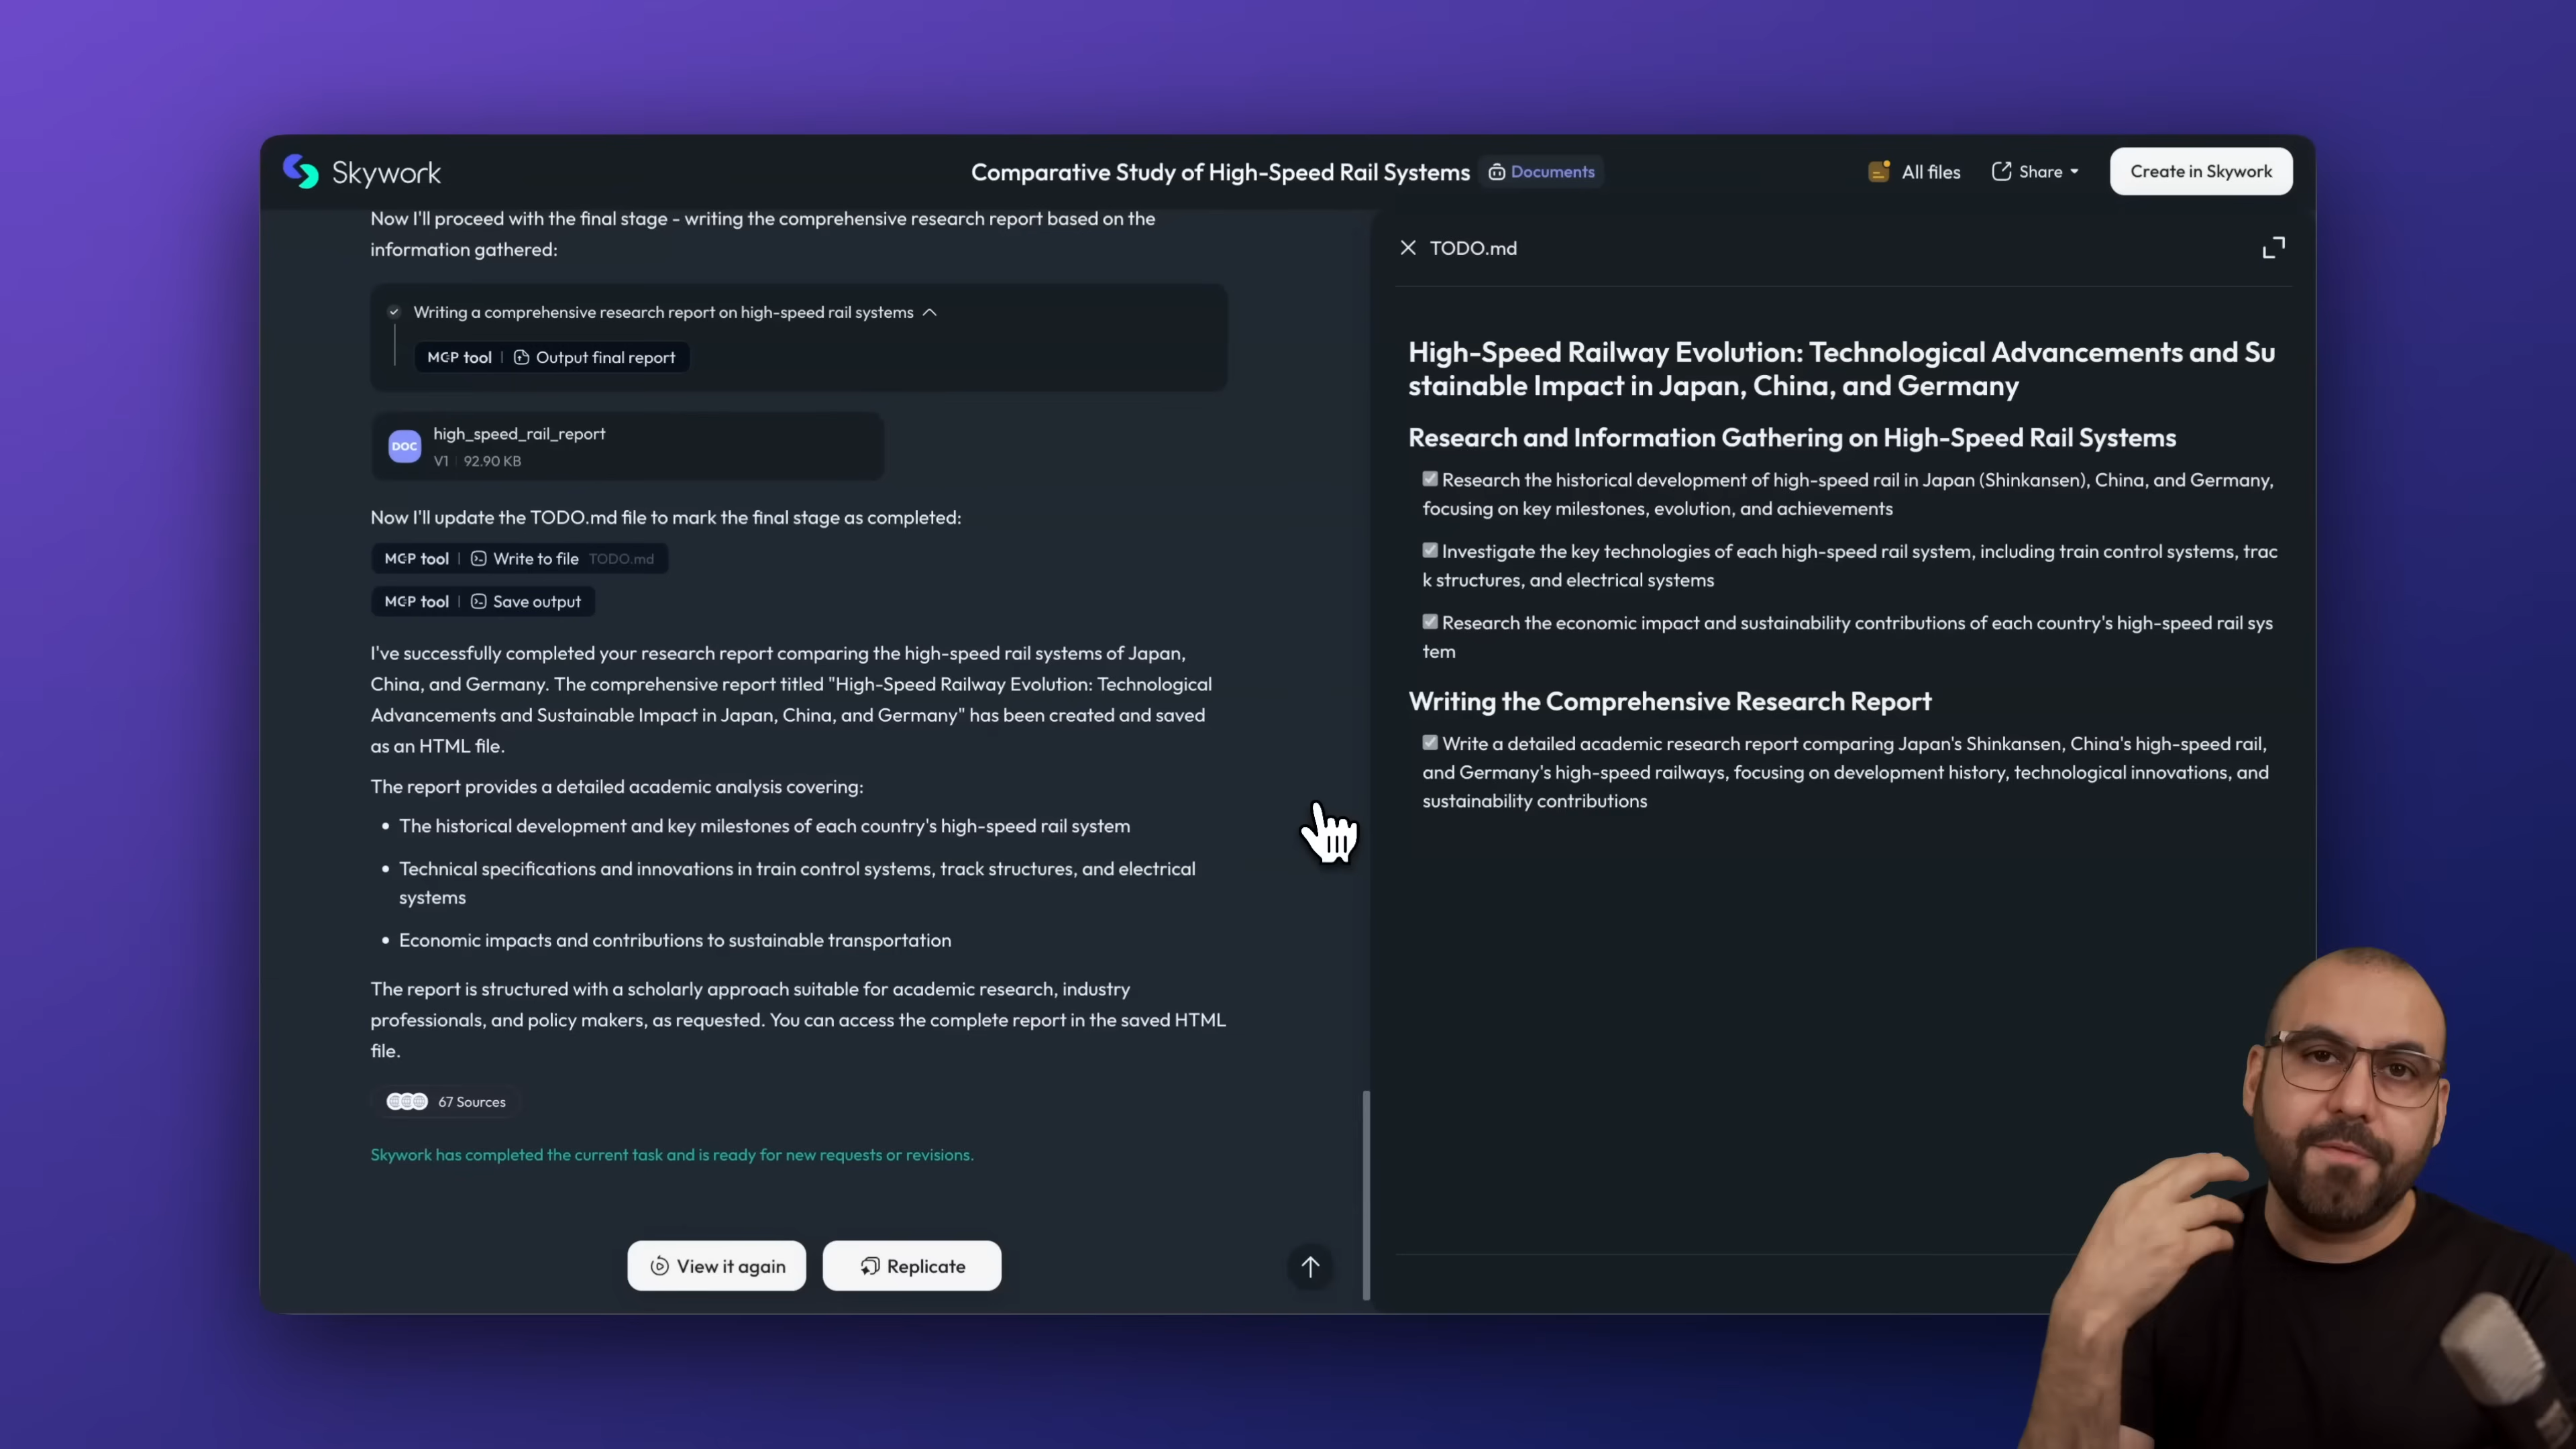 Skywork
Comparative Study of High-Speed Rail Systems
Documents
All files
Share
Create in Skywork
Now I'll proceed with the final stage - writing the comprehensive research report based on the
information gathered:
Writing a comprehensive research report on high-speed rail systems
MCP tool | Output final report
DOC
high_speed_rail_report
V1 | 92.90 KB
Now I'll update the TODO.md file to mark the final stage as completed:
MCP tool | Write to file TODO.md
MCP tool | Save output
I've successfully completed your research report comparing the high-speed rail systems of Japan,
China, and Germany. The comprehensive report titled "High-Speed Railway Evolution: Technological
Advancements and Sustainable Impact in Japan, China, and Germany" has been created and saved
as an HTML file.
The report provides a detailed academic analysis covering:
• The historical development and key milestones of each country's high-speed rail system
• Technical specifications and innovations in train control systems, track structures, and electrical
systems
• Economic impacts and contributions to sustainable transportation
The report is structured with a scholarly approach suitable for academic research, industry
professionals, and policy makers, as requested. You can access the complete report in the saved HTML
file.
67 Sources
Skywork has completed the current task and is ready for new requests or revisions.
View it again
Replicate
TODO.md
High-Speed Railway Evolution: Technological Advancements and Su
stainable Impact in Japan, China, and Germany
Research and Information Gathering on High-Speed Rail Systems
Research the historical development of high-speed rail in Japan (Shinkansen), China, and Germany,
focusing on key milestones, evolution, and achievements
Investigate the key technologies of each high-speed rail system, including train control systems, trac
k structures, and electrical systems
Research the economic impact and sustainability contributions of each country's high-speed rail sys
tem
Writing the Comprehensive Research Report
Write a detailed academic research report comparing Japan's Shinkansen, China's high-speed rail,
and Germany's high-speed railways, focusing on development history, technological innovations, and
sustainability contributions